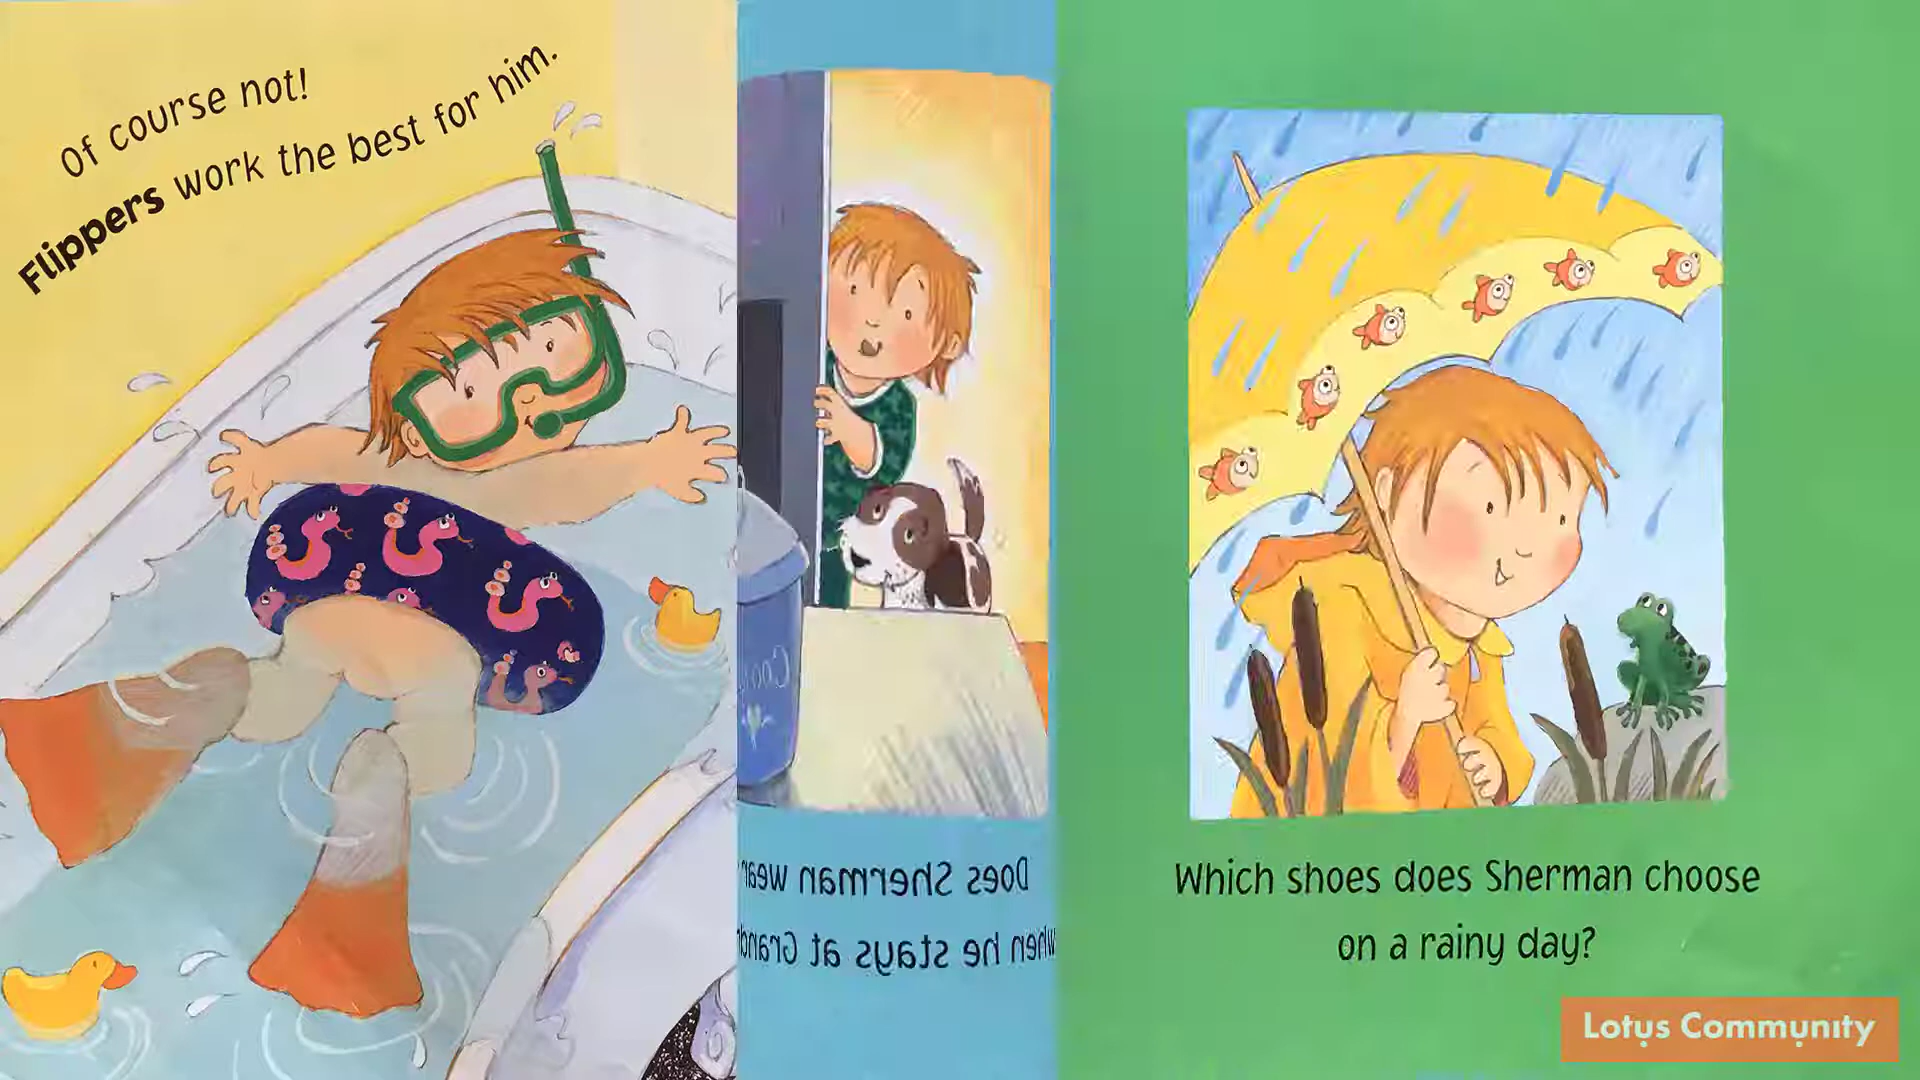 Of course not!
Flippers work the best for him.
Does Sherman wear
when he stays at
Which shoes does Sherman choose
on a rainy day?
Lotus Community